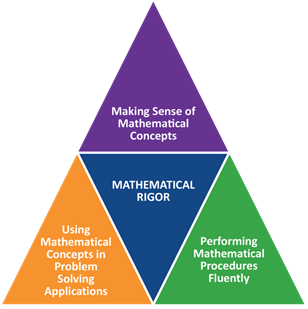 Making Sense of
Mathematical
Concepts
MATHEMATICAL
RIGOR
Using
Mathematical
Concepts in
Problem
Solving
Applications
Performing
Mathematical
Procedures
Fluently